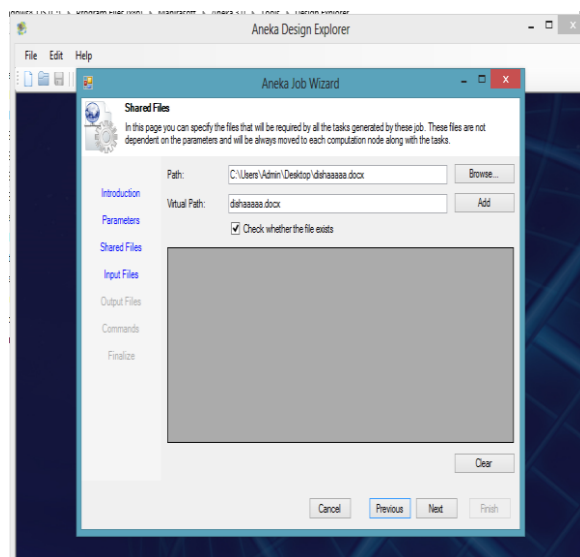 Aneka Design Explorer
File Edit Help
Aneka Job Wizard
Shared Files
In this page you can specify the files that will be required by all the tasks generated by these job. These files are not
dependent on the parameters and will be always moved to each computation node along with the tasks.
Path: C:\Users\Admin\Desktop\dishaaaaa.docx Browse...
Introduction
Virtual Path: dishaaaaa.docx Add
Parameters
Check whether the file exists
Shared Files
Input Files
Output Files
Commands
Finalize
Clear
Cancel Previous Next Finish